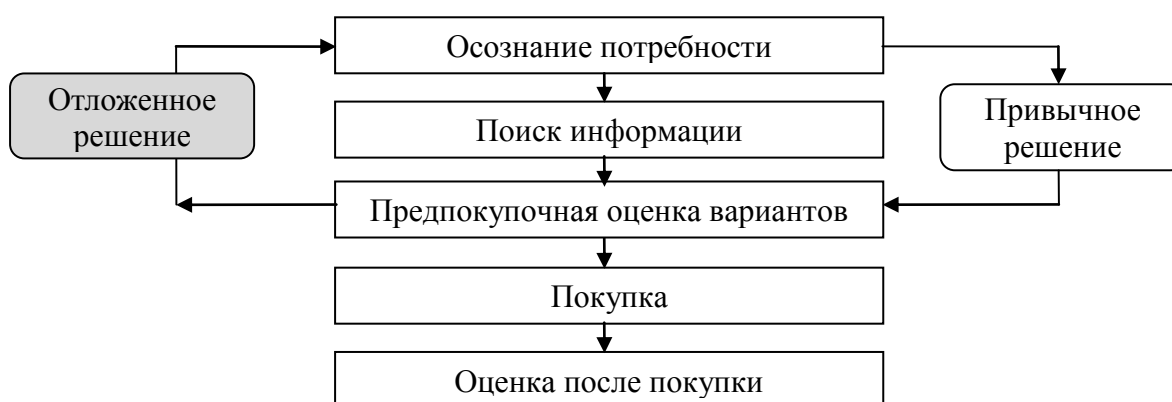 Осознание потребности
Отложенное
решение
Привычное
решение
Поиск информации
Предпокупочная оценка вариантов
Покупка
Оценка после покупки